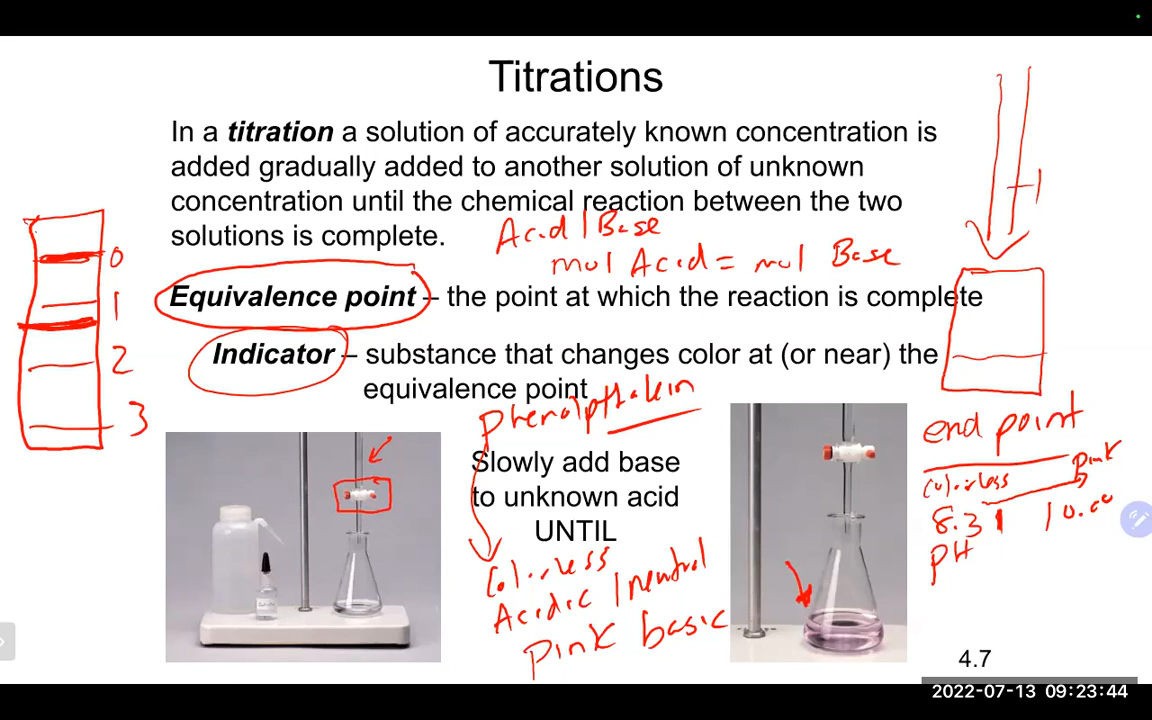 Titrations
In a titration a solution of accurately known concentration is
added gradually added to another solution of unknown
concentration until the chemical reaction between the two
solutions is complete.
Acid / Base
mol Acid = mol Base
0
1
2
3
Equivalence point – the point at which the reaction is complete
Indicator – substance that changes color at (or near) the
equivalence point
Phenolpthalein
Slowly add base
to unknown acid
UNTIL
Colorless
Acidic / neutral
Pink basic
end point
Colorless Pink
8.31 10.00
pH
4.7
2022-07-13 09:23:44